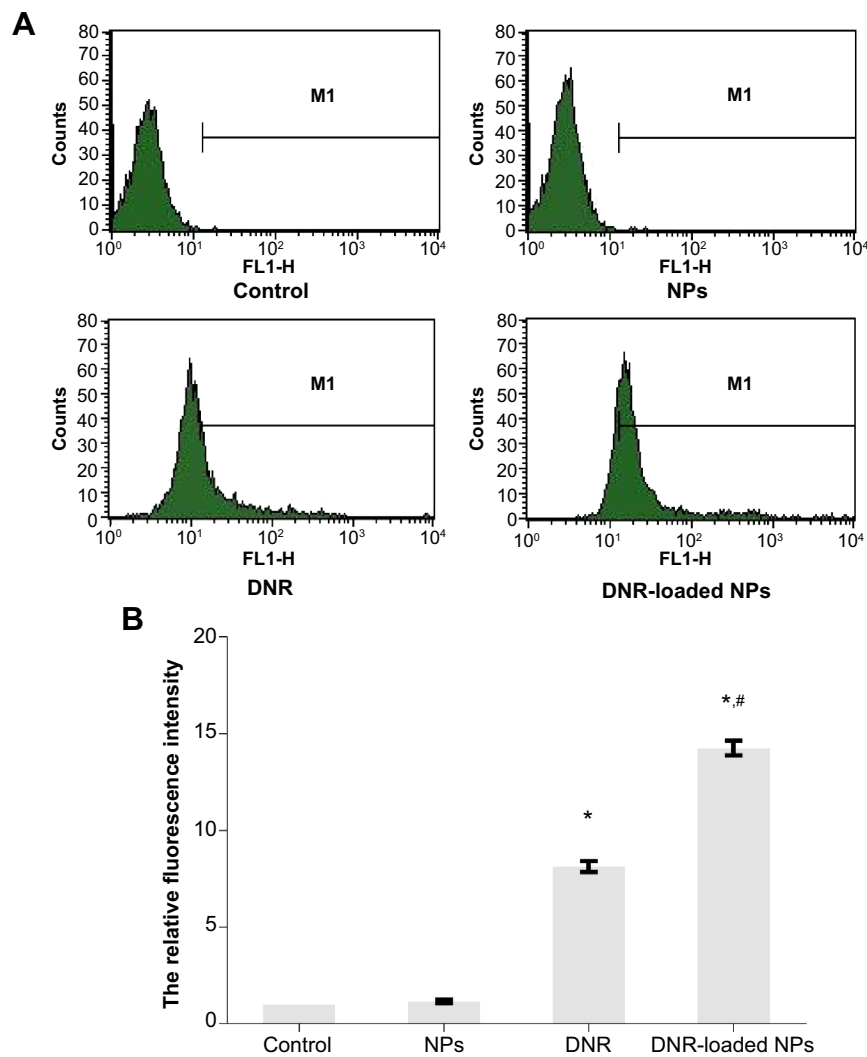 A
80
70
60
50
40
30
20
10
0
Counts
M1
10⁰ 10¹ 10² 10³ 10⁴
FL1-H
Control
80
70
60
50
40
30
20
10
0
Counts
M1
10⁰ 10¹ 10² 10³ 10⁴
FL1-H
NPs
80
70
60
50
40
30
20
10
0
Counts
M1
10⁰ 10¹ 10² 10³ 10⁴
FL1-H
DNR
80
70
60
50
40
30
20
10
0
Counts
M1
10⁰ 10¹ 10² 10³ 10⁴
FL1-H
DNR-loaded NPs
B
The relative fluorescence intensity
20
15
10
5
0
*
*,#
Control NPs DNR DNR-loaded NPs